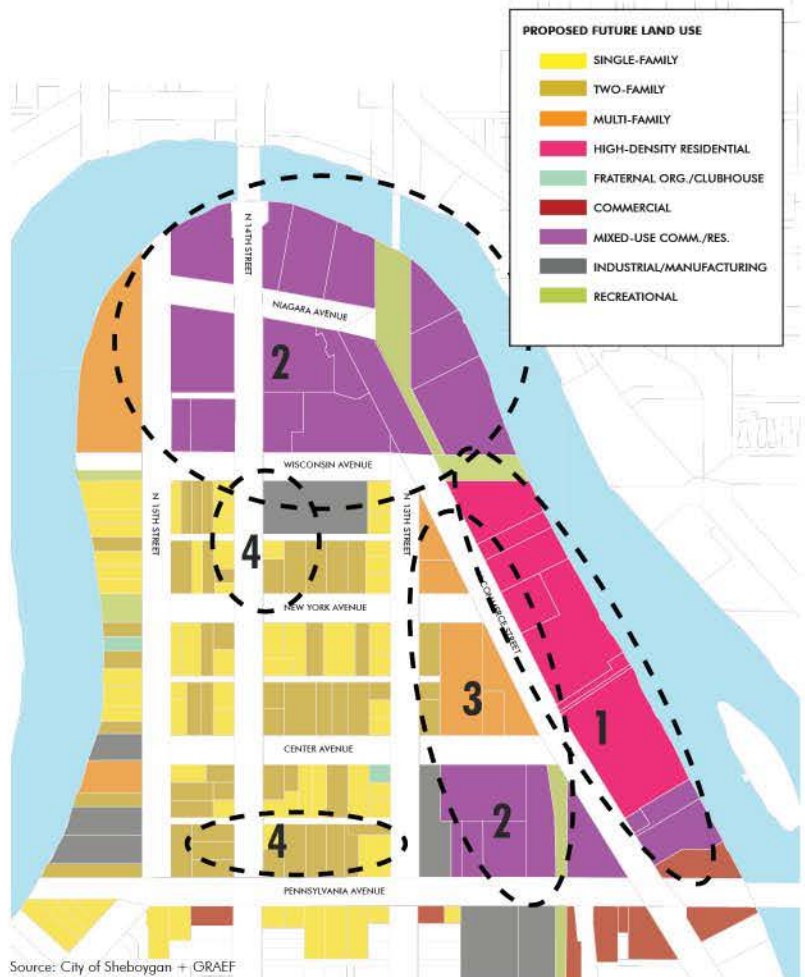 PROPOSED FUTURE LAND USE
SINGLE-FAMILY
TWO-FAMILY
MULTI-FAMILY
HIGH-DENSITY RESIDENTIAL
FRATERNAL ORG./CLUBHOUSE
COMMERCIAL
MIXED-USE COMM./RES.
INDUSTRIAL/MANUFACTURING
RECREATIONAL
N 14TH STREET
NIAGARA AVENUE
2
WISCONSIN AVENUE
N 15TH STREET
N 13TH STREET
4
COMMERCE STREET
NEW YORK AVENUE
3
1
CENTER AVENUE
2
4
PENNSYLVANIA AVENUE
Source: City of Sheboygan + GRAEF